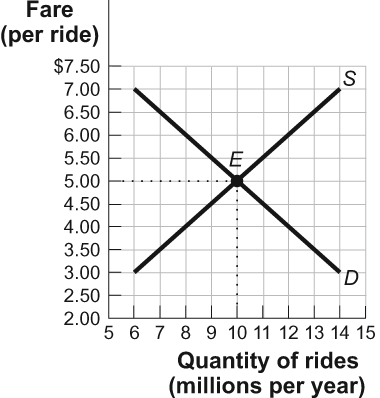 Fare
(per ride)
$7.50
7.00
6.50
6.00
5.50
5.00
4.50
4.00
3.50
3.00
2.50
2.00
S
E
D
5 6 7 8 9 10 11 12 13 14 15
Quantity of rides
(millions per year)